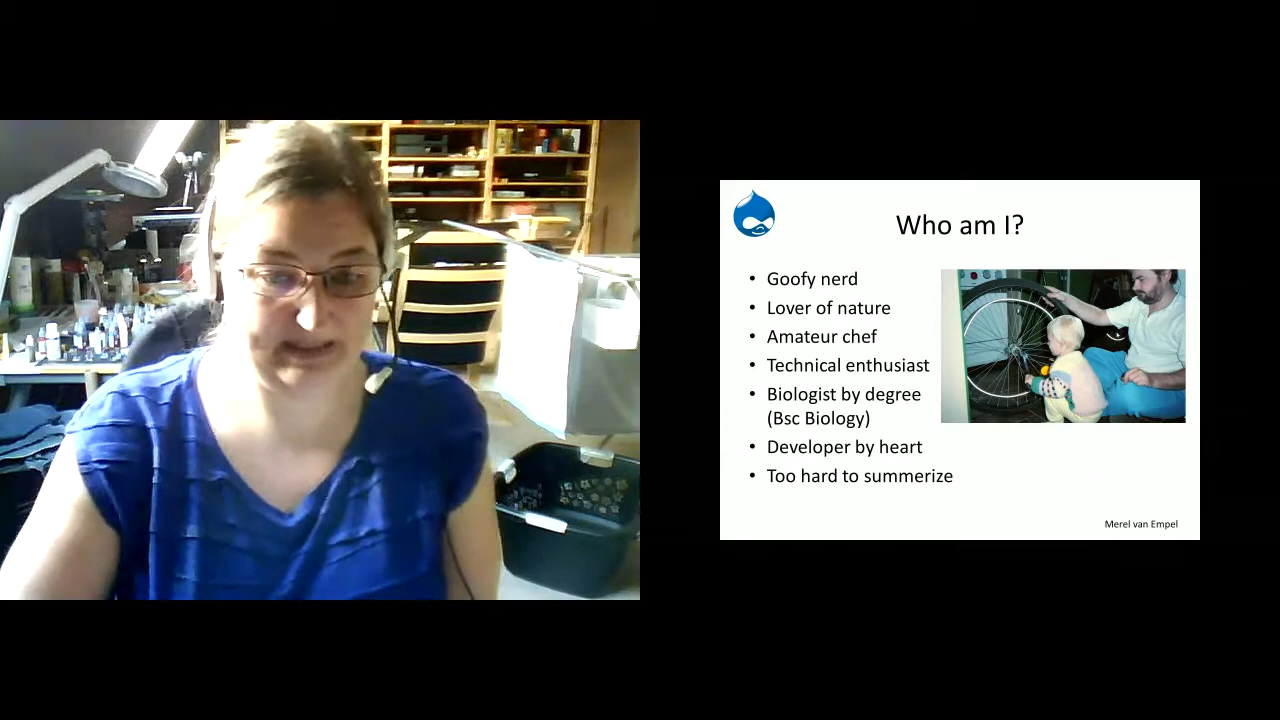 Who am I?
• Goofy nerd
• Lover of nature
• Amateur chef
• Technical enthusiast
• Biologist by degree
(Bsc Biology)
• Developer by heart
• Too hard to summerize
Merel van Empel